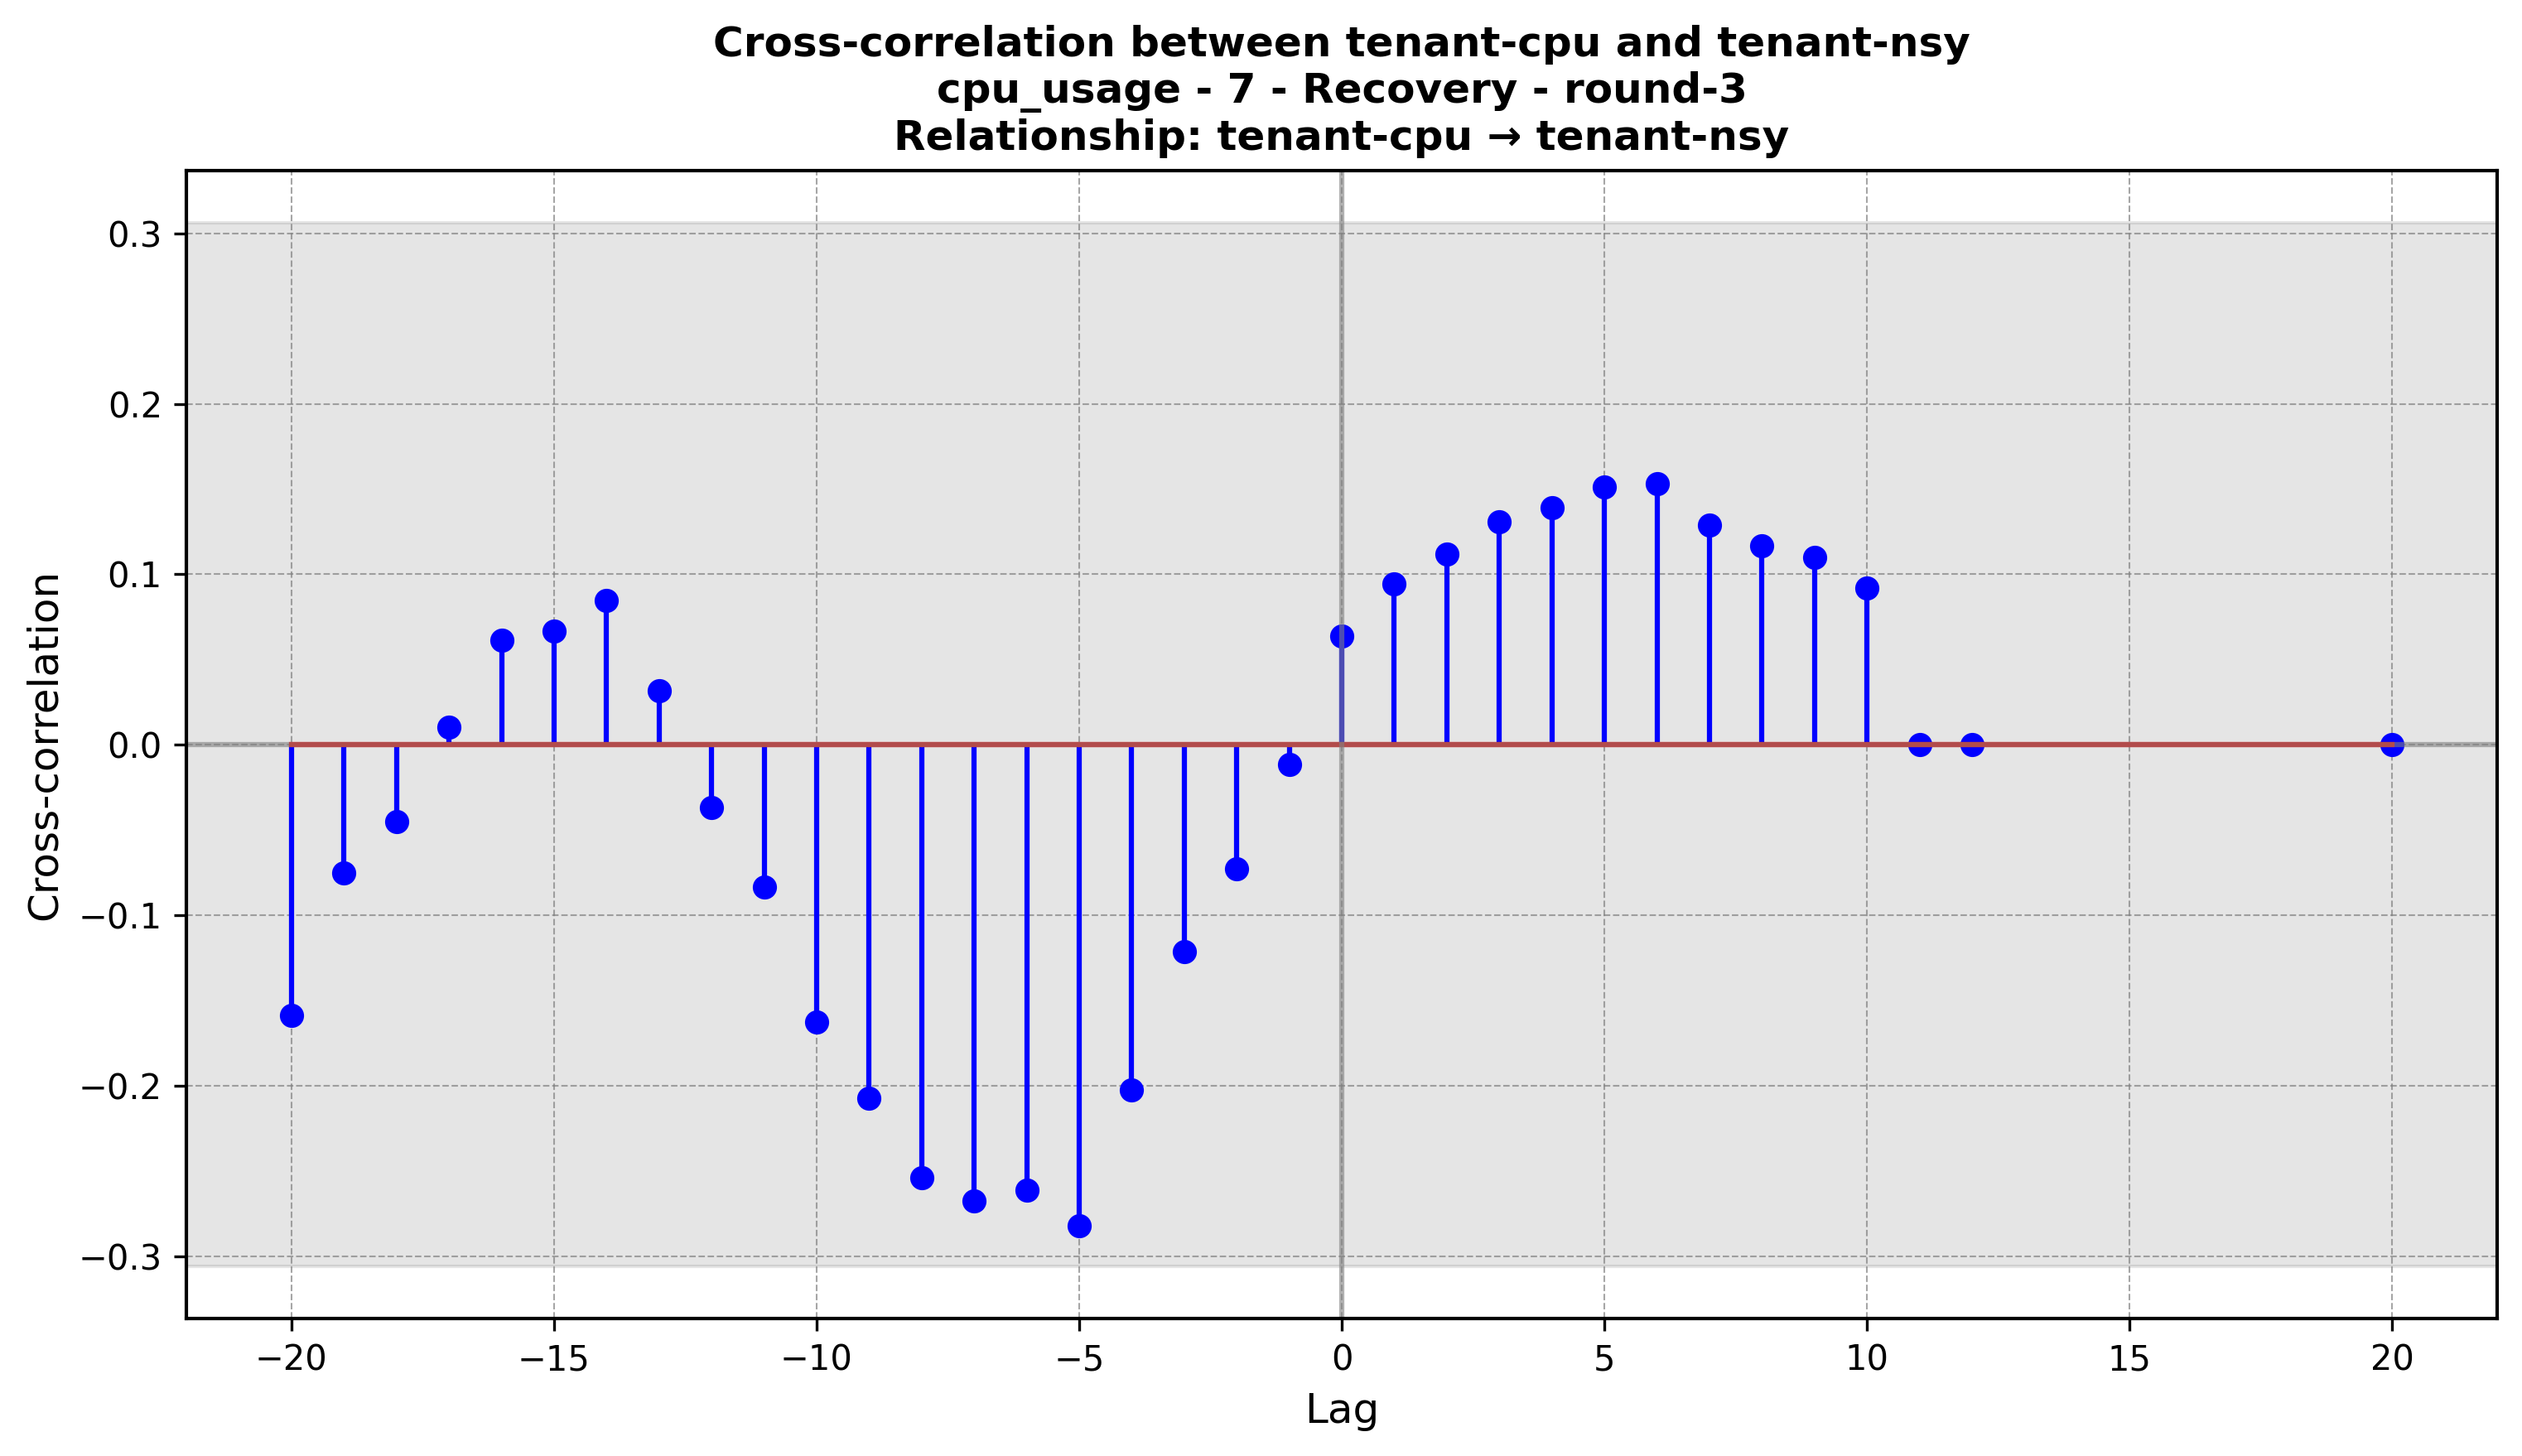 Cross-correlation between tenant-cpu and tenant-nsy
cpu_usage - 7 - Recovery - round-3
Relationship: tenant-cpu → tenant-nsy
Cross-correlation
0.3
0.2
0.1
0.0
−0.1
−0.2
−0.3
−20 −15 −10 −5 0 5 10 15 20
Lag